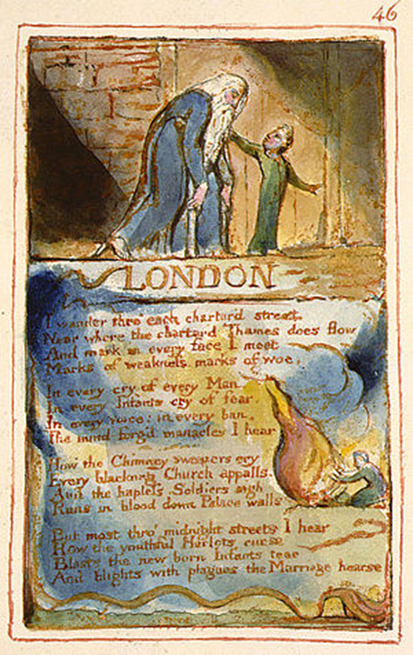 46
LONDON
I wander thro each charterd street,
Near where the charterd Thames does flow
And mark in every face I meet
Marks of weakness, marks of woe.
In every cry of every Man,
In every Infants cry of fear,
In every voice: in every ban,
The mind-forg'd manacles I hear
How the Chimney sweepers cry
Every blackning Church appalls,
And the hapless Soldiers sigh
Runs in blood down Palace walls
But most thro' midnight streets I hear
How the youthful Harlots curse
Blasts the new born Infants tear
And blights with plagues the Marriage hearse